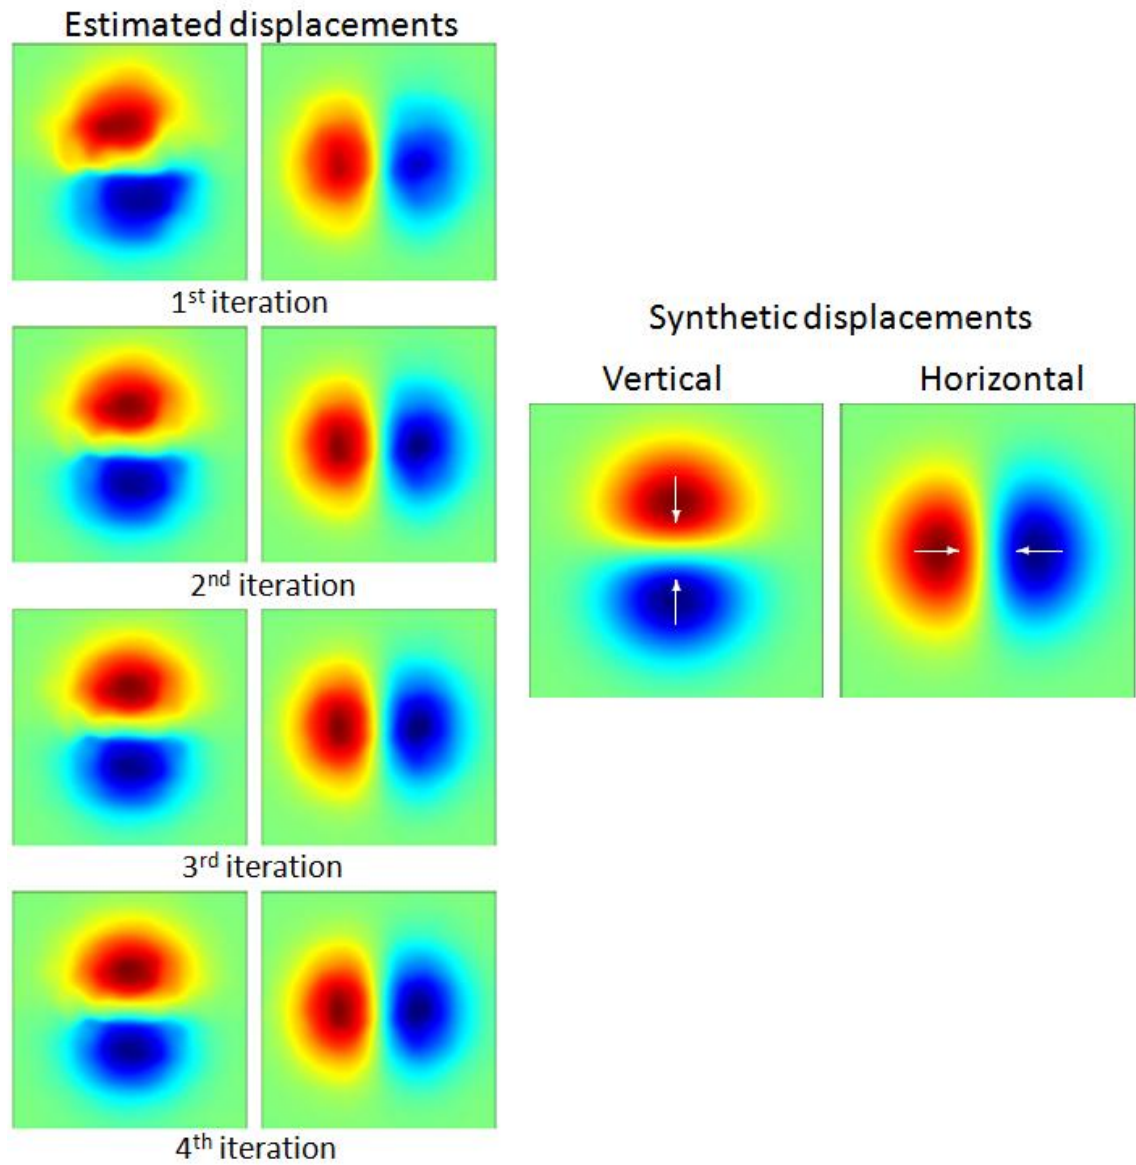 Estimated displacements
1st iteration
2nd iteration
3rd iteration
4th iteration
Synthetic displacements
Vertical
Horizontal